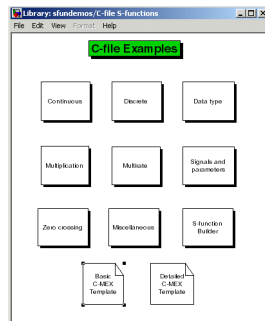 Library: sfundemos/C-file S-functions
File Edit View Format Help
C-file Examples
Continuous
Discrete
Data type
Multiplication
Multirate
Signals and
parameters
Zero crossing
Miscellaneous
S-function
Builder
Basic
C-MEX
Template
Detailed
C-MEX
Template